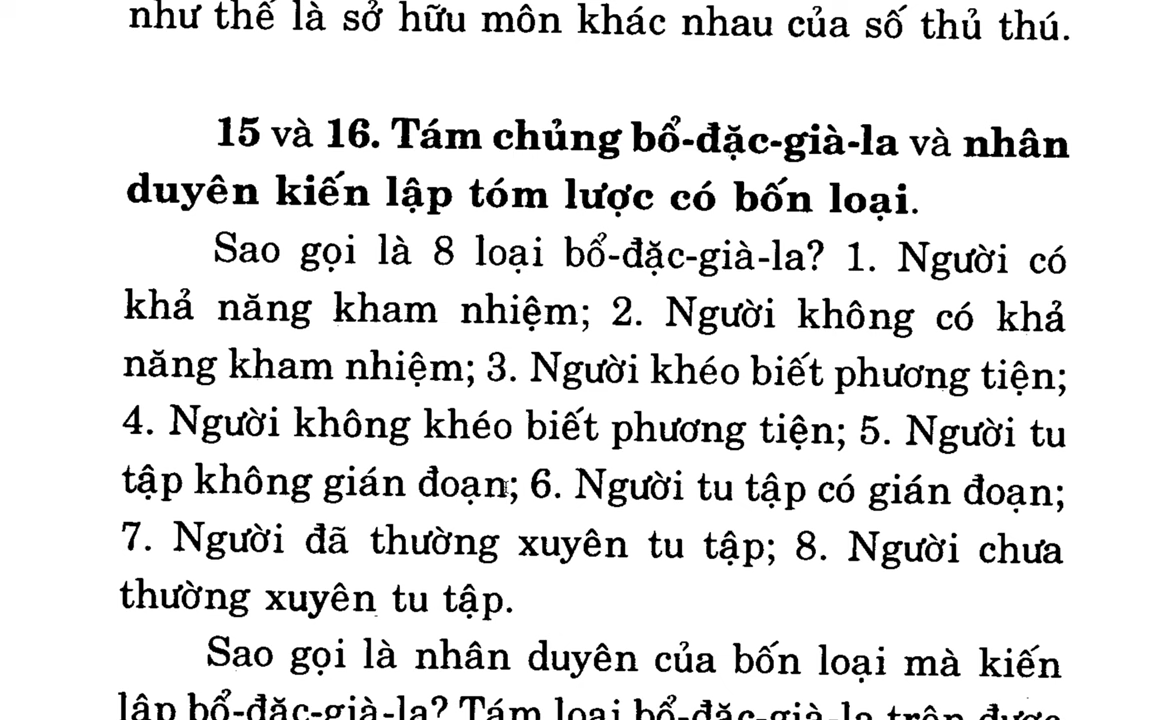 như thế là sở hữu môn khác nhau của số thủ thú.
15 và 16. Tám chủng bổ-đặc-già-la và nhân
duyên kiến lập tóm lược có bốn loại.
Sao gọi là 8 loại bổ-đặc-già-la? 1. Người có
khả năng kham nhiệm; 2. Người không có khả
năng kham nhiệm; 3. Người khéo biết phương tiện;
4. Người không khéo biết phương tiện; 5. Người tu
tập không gián đoạn; 6. Người tu tập có gián đoạn;
7. Người đã thường xuyên tu tập; 8. Người chưa
thường xuyên tu tập.
Sao gọi là nhân duyên của bốn loại mà kiến
lập bổ-đặc-già-la? Tám loại bổ-đặc-già-la trên được